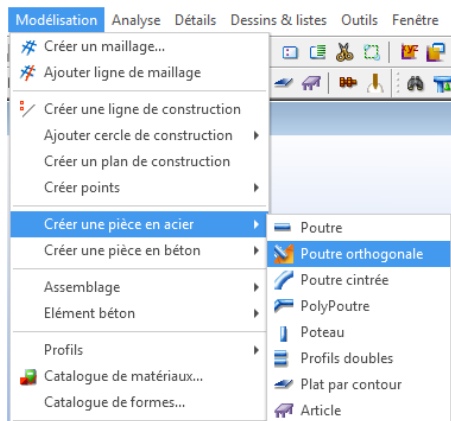 Modélisation Analyse Détails Dessins & listes Outils Fenêtre
Créer un maillage...
Ajouter ligne de maillage
Créer une ligne de construction
Ajouter cercle de construction
Créer un plan de construction
Créer points
Créer une pièce en acier
Créer une pièce en béton
Assemblage
Elément béton
Profils
Catalogue de matériaux...
Catalogue de formes...
Poutre
Poutre orthogonale
Poutre cintrée
PolyPoutre
Poteau
Profils doubles
Plat par contour
Article